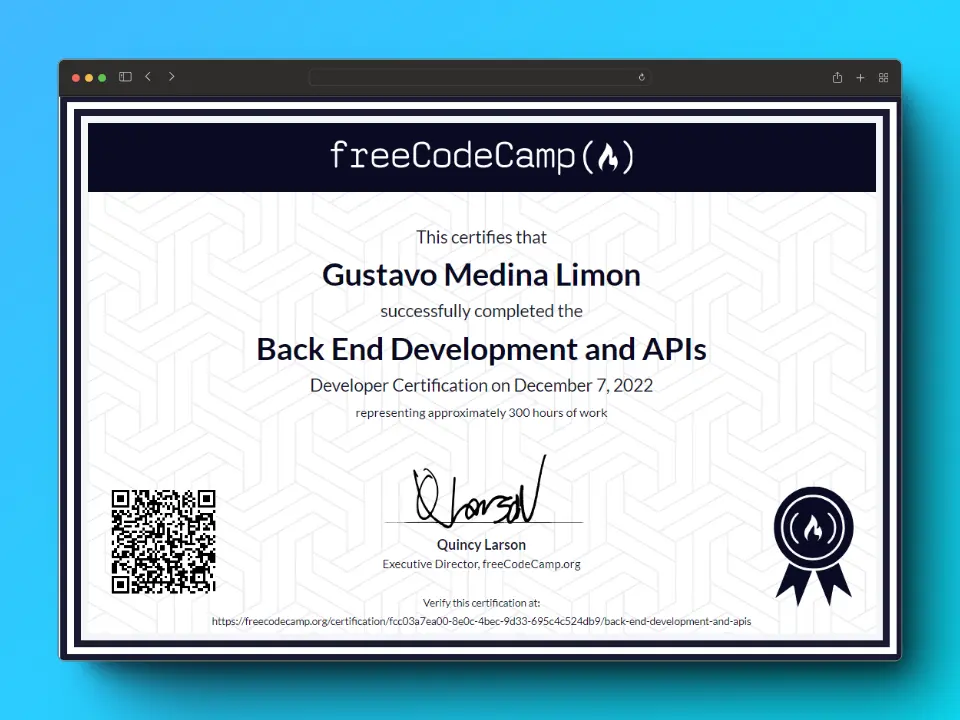 freeCodeCamp
This certifies that
Gustavo Medina Limon
successfully completed the
Back End Development and APIs
Developer Certification on December 7, 2022
representing approximately 300 hours of work
Q Larson
Quincy Larson
Executive Director, freeCodeCamp.org
Verify this certification at:
https://freecodecamp.org/certification/fcc03a7ea00-8e0c-4bec-9d33-695c4c524db9/back-end-development-and-apis